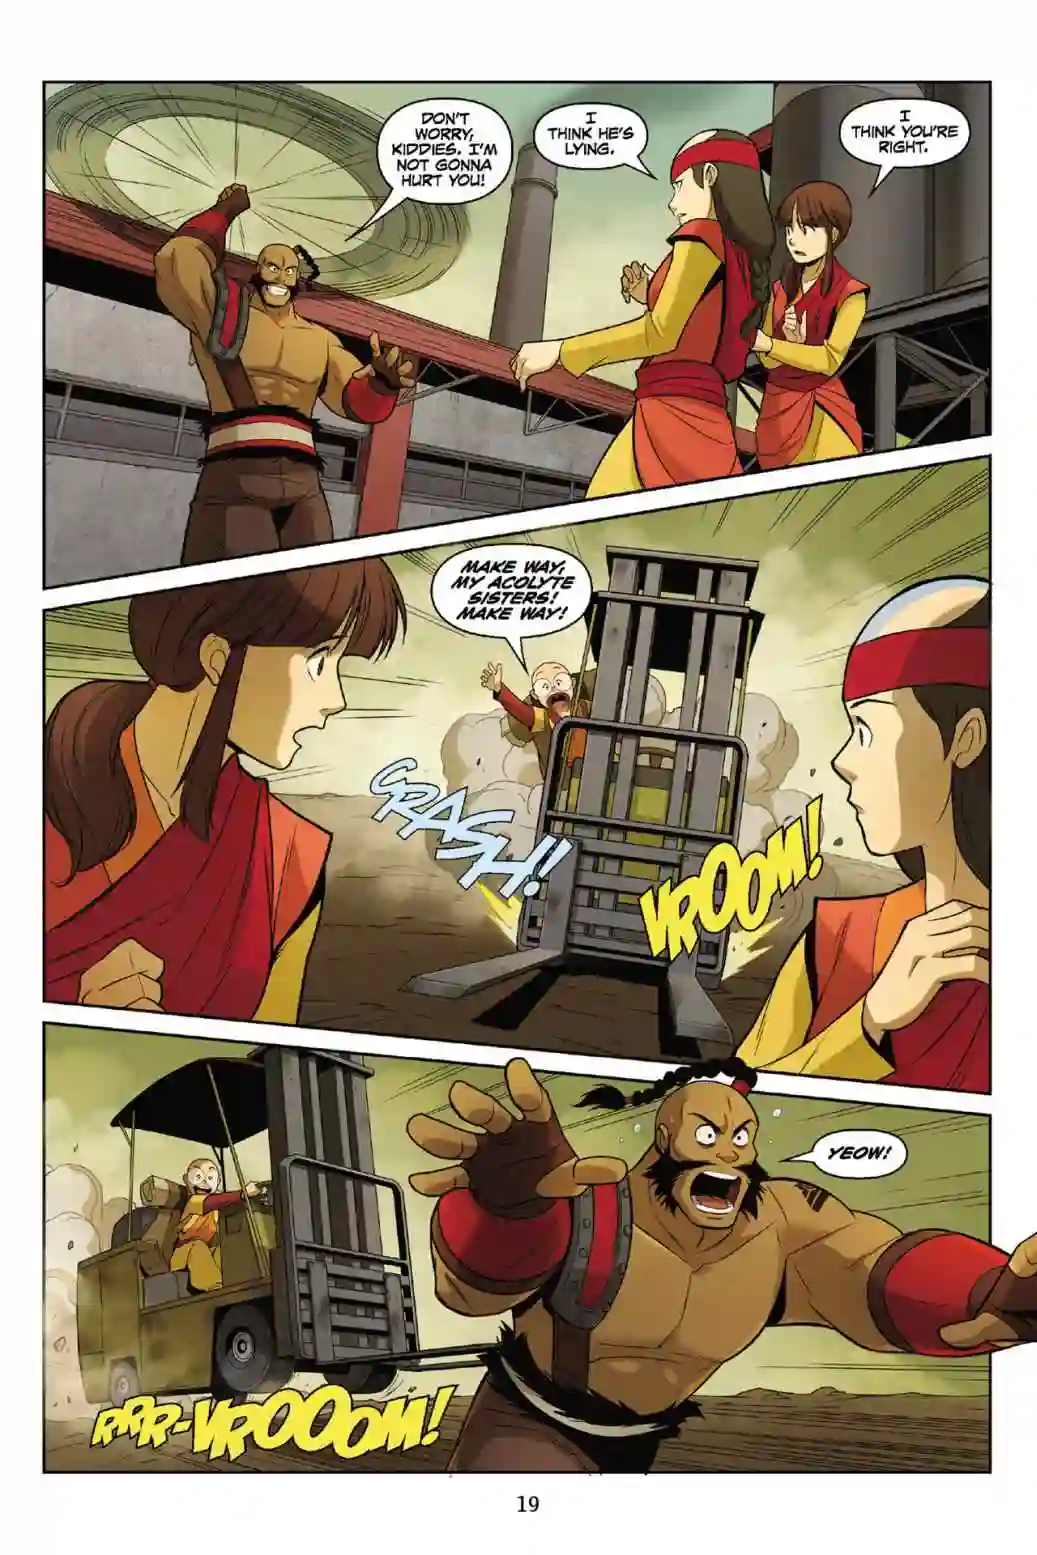 DON'T
WORRY,
KIDDIES. I'M
NOT GONNA
HURT YOU!
I
THINK HE'S
LYING.
I
THINK YOU'RE
RIGHT.
MAKE WAY,
MY ACOLYTE
SISTERS!
MAKE WAY!
CRASH!!
VROOM!
YEOW!
RRR-VROOOM!
19